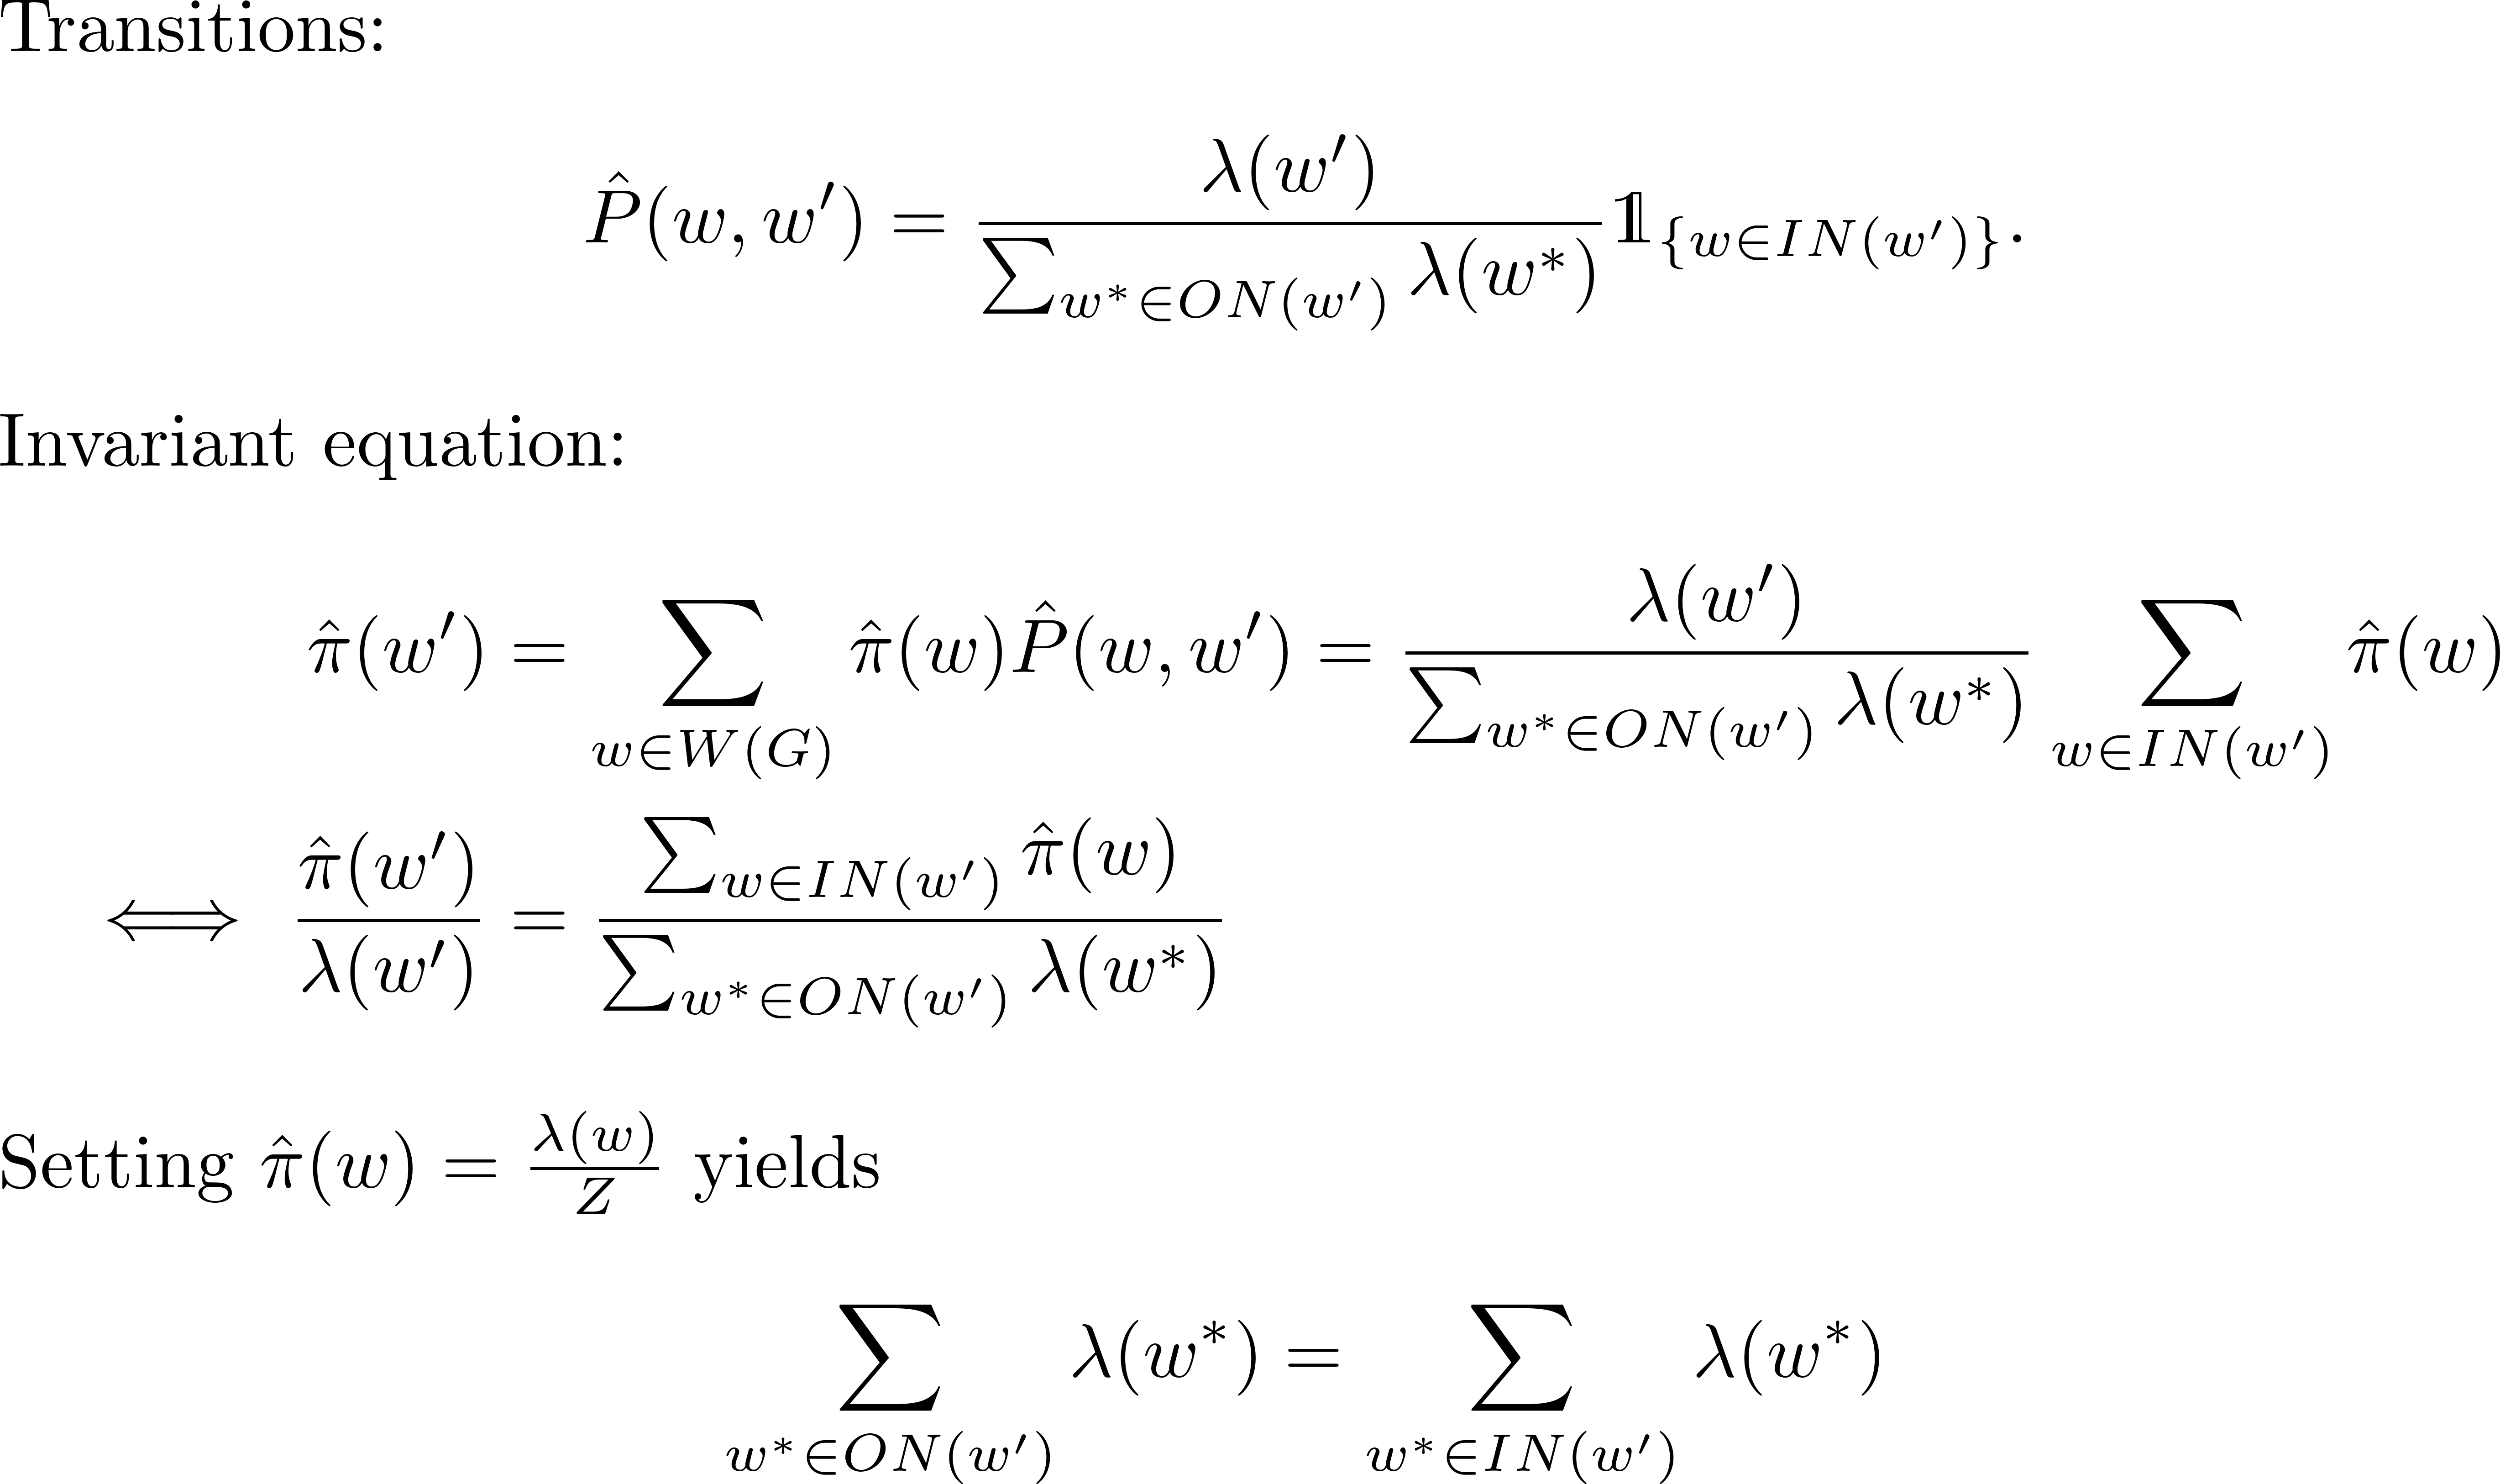 Transitions:
$$\hat{P}(w, w') = \frac{\lambda(w')}{\sum_{w^* \in ON(w')} \lambda(w^*)} \mathbb{1}_{\{w \in IN(w')\}}.$$
Invariant equation:
$$\hat{\pi}(w') = \sum_{w \in W(G)} \hat{\pi}(w) \hat{P}(w, w') = \frac{\lambda(w')}{\sum_{w^* \in ON(w')} \lambda(w^*)} \sum_{w \in IN(w')} \hat{\pi}(w)$$
$$\iff \frac{\hat{\pi}(w')}{\lambda(w')} = \frac{\sum_{w \in IN(w')} \hat{\pi}(w)}{\sum_{w^* \in ON(w')} \lambda(w^*)}$$
Setting $\hat{\pi}(w) = \frac{\lambda(w)}{Z}$ yields
$$\sum_{w^* \in ON(w')} \lambda(w^*) = \sum_{w^* \in IN(w')} \lambda(w^*)$$